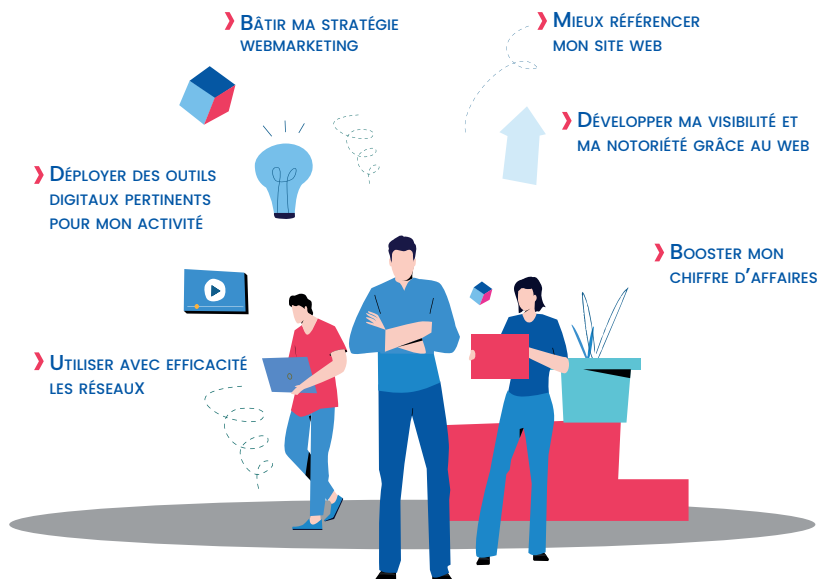 Bâtir ma stratégie
webmarketing
Mieux référencer
mon site web
Développer ma visibilité et
ma notoriété grâce au web
Déployer des outils
digitaux pertinents
pour mon activité
Booster mon
chiffre d'affaires
Utiliser avec efficacité
les réseaux